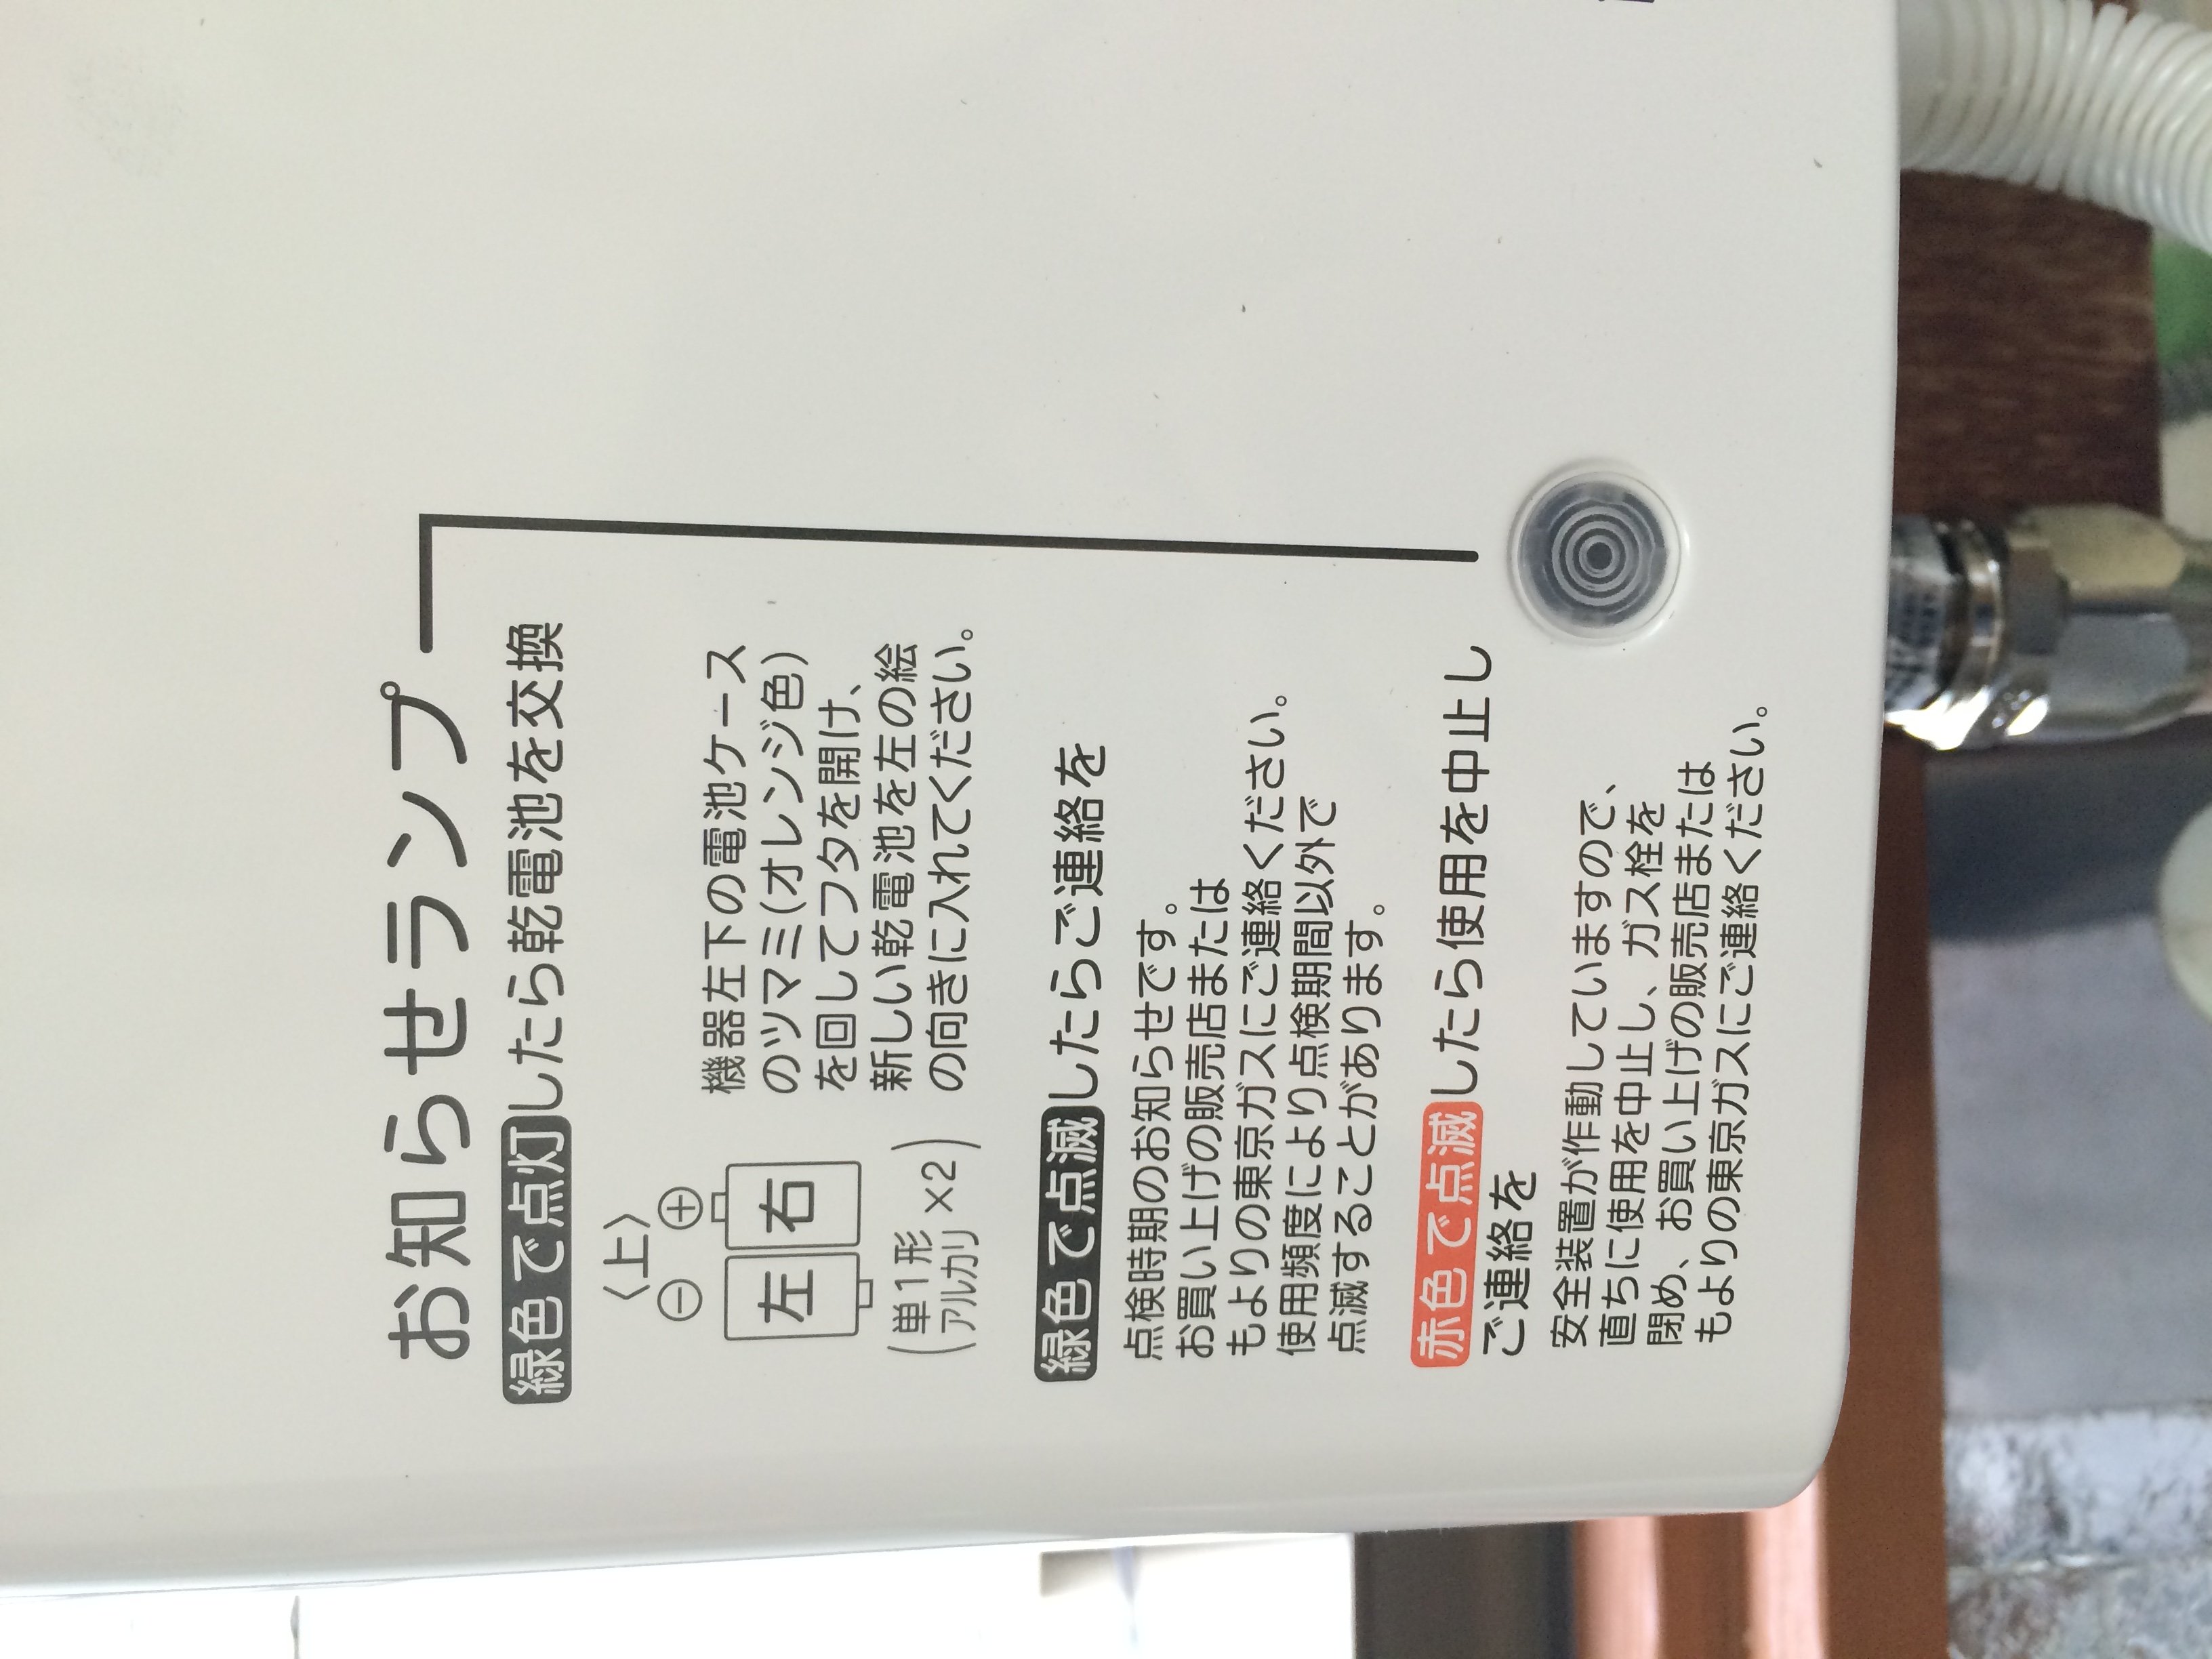 お知らせランプ
緑色で点灯したら乾電池を交換
〈上〉
⊖ ⊕
左 右
(単1形アルカリ×2)
機器左下の電池ケース
のツマミ(オレンジ色)
を回してフタを開け、
新しい乾電池を左の絵
の向きに入れてください。
緑色で点滅したらご連絡を
点検時期のお知らせです。
お買い上げの販売店または
もよりの東京ガスにご連絡ください。
使用頻度により点検期間以外で
点滅することがあります。
赤色で点滅したら使用を中止し
ご連絡を
安全装置が作動していますので、
直ちに使用を中止し、ガス栓を
閉め、お買い上げの販売店または
もよりの東京ガスにご連絡ください。